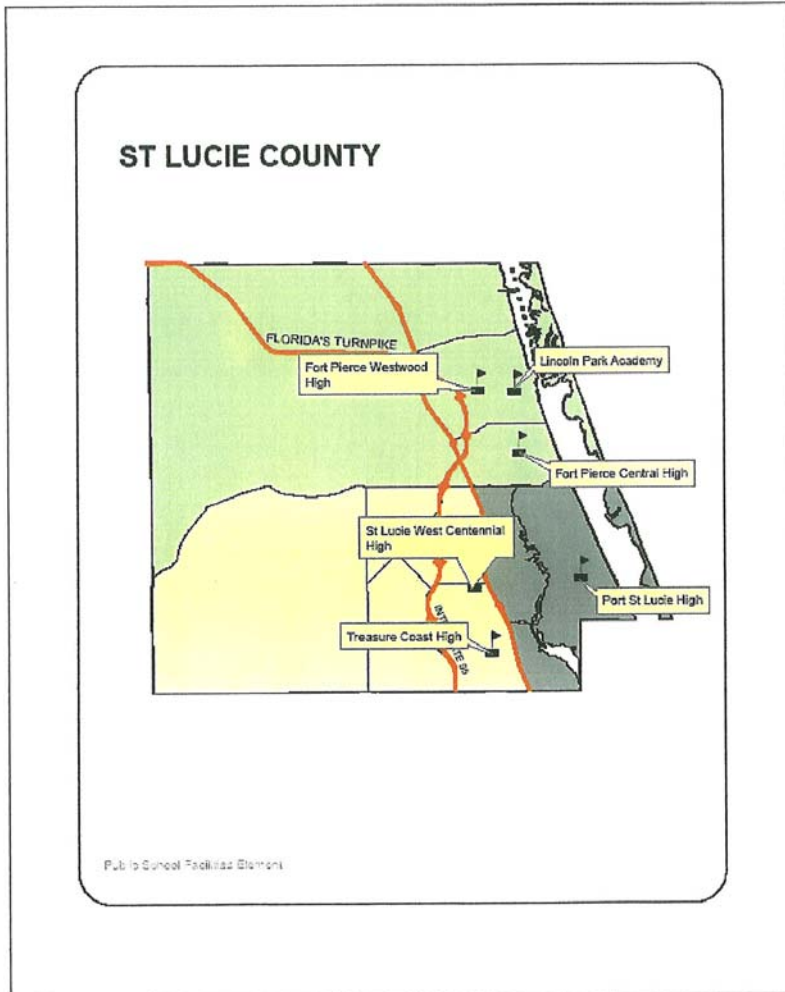 ST LUCIE COUNTY
FLORIDA'S TURNPIKE
Fort Pierce Westwood
High
Lincoln Park Academy
Fort Pierce Central High
St Lucie West Centennial
High
Port St Lucie High
Treasure Coast High
Public School Facilities Element